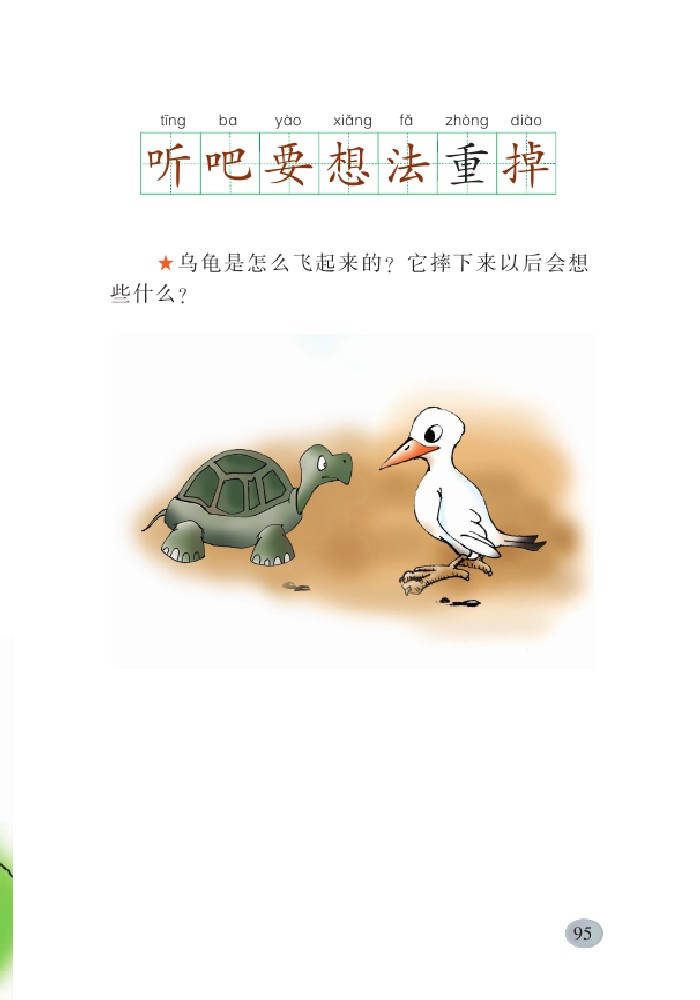 tīng ba yào xiǎng fǎ zhòng diào
听吧要想法重掉
★乌龟是怎么飞起来的？它摔下来以后会想
些什么？
95